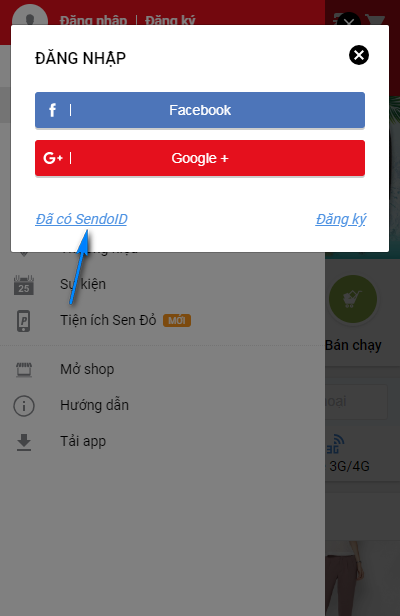 Đăng nhập | Đăng ký
ĐĂNG NHẬP
f | Facebook
G+ | Google +
Đã có SendoID
Đăng ký
25 Sự kiện
Tiện ích Sen Đỏ MỚI
Bán chạy
Mở shop
Hướng dẫn
3G
3G/4G
Tải app